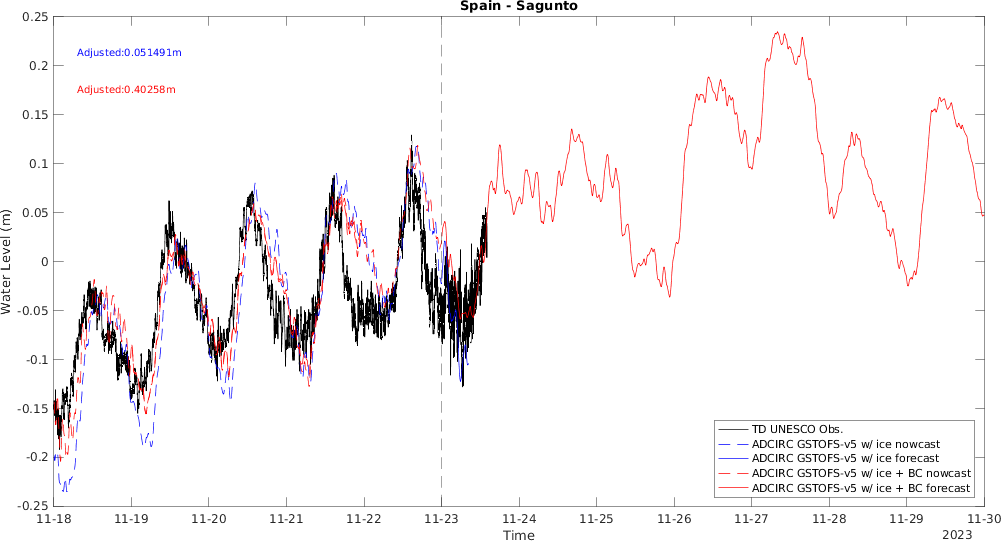 Spain - Sagunto
0.25
0.2
0.15
0.1
0.05
0
-0.05
-0.1
-0.15
-0.2
-0.25
Water Level (m)
Adjusted:0.051491m
Adjusted:0.40258m
TD UNESCO Obs.
ADCIRC GSTOFS-v5 w/ ice nowcast
ADCIRC GSTOFS-v5 w/ ice forecast
ADCIRC GSTOFS-v5 w/ ice + BC nowcast
ADCIRC GSTOFS-v5 w/ ice + BC forecast
11-18 11-19 11-20 11-21 11-22 11-23 11-24 11-25 11-26 11-27 11-28 11-29 11-30
Time
2023